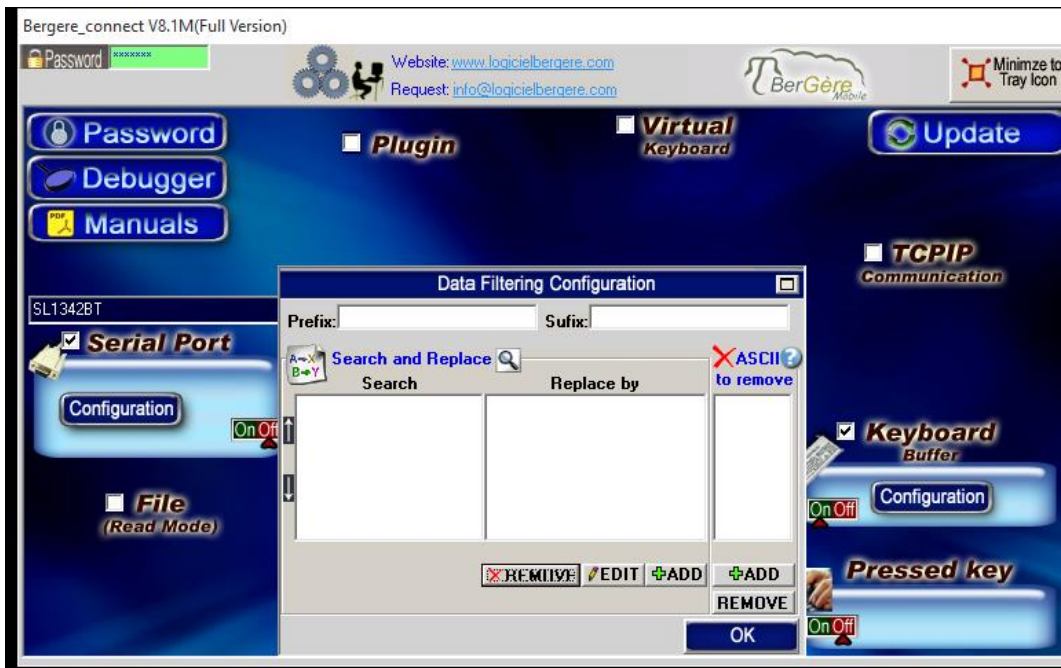 Bergere_connect V8.1M(Full Version)
Password *******
Website: www.logicielbergere.com
Request: info@logicielbergere.com
BerGère
Mobile
Minimze to
Tray Icon
Password
Debugger
PDF Manuals
Plugin
Virtual
Keyboard
Update
TCPIP
Communication
SL1342BT
Serial Port
Configuration
On Off
File
(Read Mode)
Data Filtering Configuration
Prefix:
Sufix:
A→X
B→Y
Search and Replace
Search
Replace by
ASCII ?
to remove
REMOVE
EDIT
ADD
ADD
REMOVE
OK
Keyboard
Buffer
Configuration
On Off
Pressed key
On Off